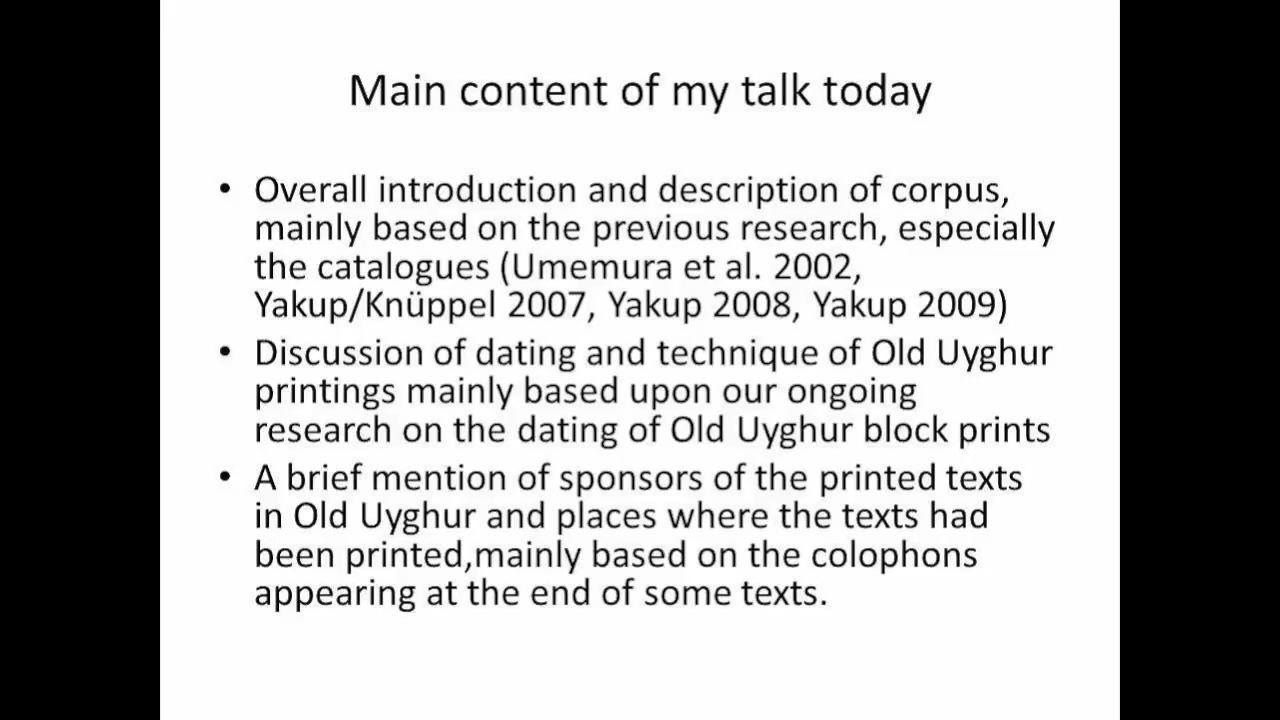 Main content of my talk today
• Overall introduction and description of corpus,
mainly based on the previous research, especially
the catalogues (Umemura et al. 2002,
Yakup/Knüppel 2007, Yakup 2008, Yakup 2009)
• Discussion of dating and technique of Old Uyghur
printings mainly based upon our ongoing
research on the dating of Old Uyghur block prints
• A brief mention of sponsors of the printed texts
in Old Uyghur and places where the texts had
been printed,mainly based on the colophons
appearing at the end of some texts.